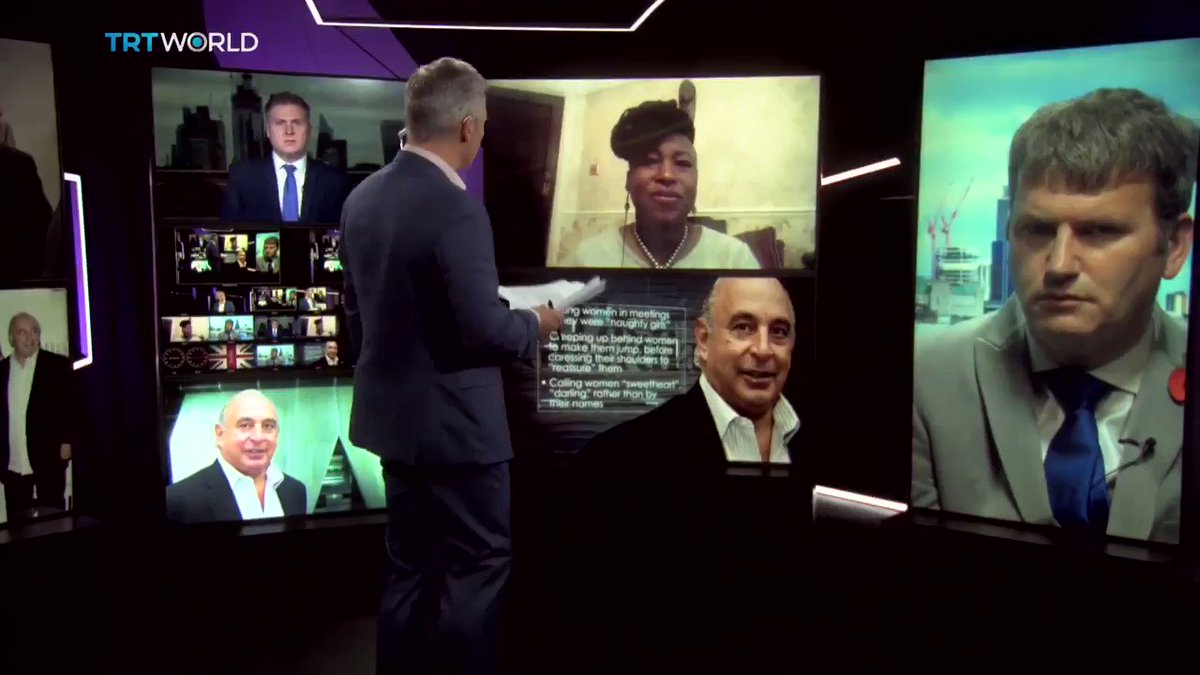 TRTWORLD
women in meetings
they were "naughty girls"
Creeping up behind women
to make them jump, before
caressing their shoulders to
"reassure" them
• Calling women "sweetheart",
"darling," rather than by
their names